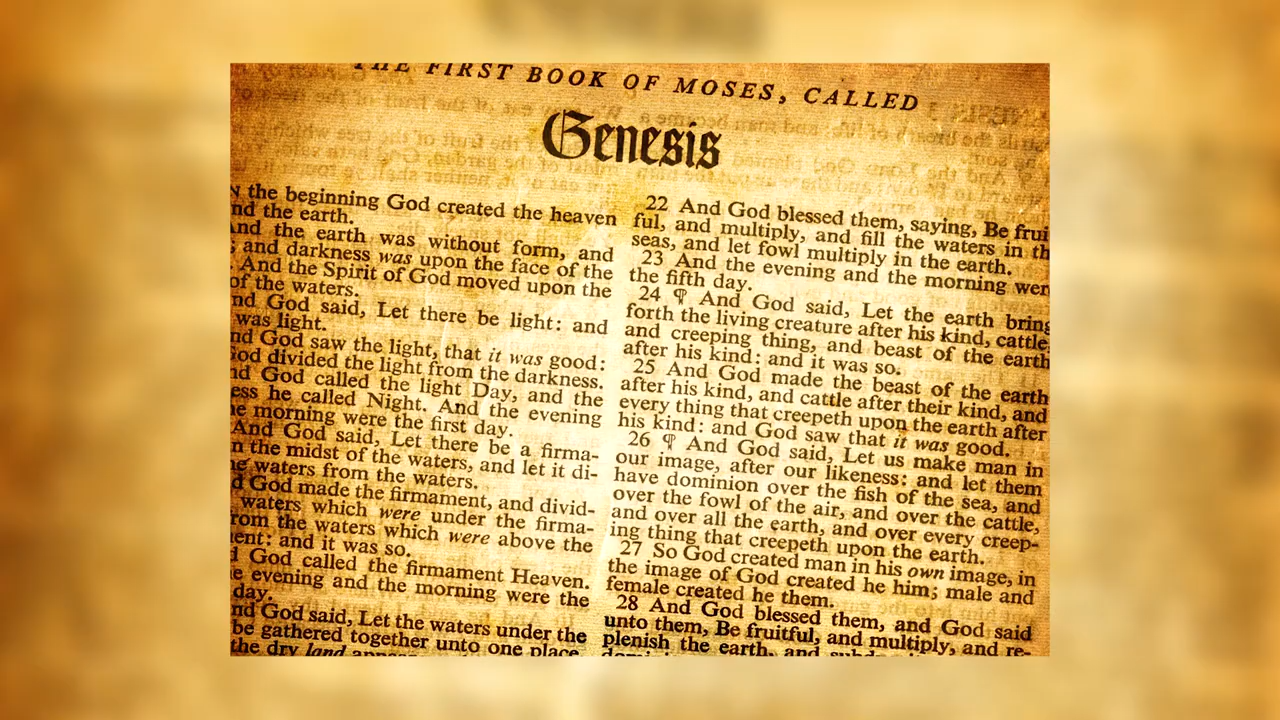 THE FIRST BOOK OF MOSES, CALLED
Genesis
the beginning God created the heaven
nd the earth.
And the earth was without form, and
and darkness was upon the face of the
And the Spirit of God moved upon the
of the waters.
nd God said, Let there be light: and
was light.
nd God saw the light, that it was good:
God divided the light from the darkness.
nd God called the light Day, and the
ess he called Night. And the evening
he morning were the first day.
And God said, Let there be a firma-
n the midst of the waters, and let it di-
he waters from the waters.
d God made the firmament, and divid-
waters which were under the firma-
rom the waters which were above the
ent: and it was so.
d God called the firmament Heaven.
e evening and the morning were the
day.
nd God said, Let the waters under the
be gathered together unto one place,
the dry land appear
22 And God blessed them, saying, Be frui
ful, and multiply, and fill the waters in th
seas, and let fowl multiply in the earth.
23 And the evening and the morning wer
the fifth day.
24 ¶ And God said, Let the earth bring
forth the living creature after his kind, cattle,
and creeping thing, and beast of the earth
after his kind: and it was so.
25 And God made the beast of the earth
after his kind, and cattle after their kind, and
every thing that creepeth upon the earth after
his kind: and God saw that it was good.
26 ¶ And God said, Let us make man in
our image, after our likeness: and let them
have dominion over the fish of the sea, and
over the fowl of the air, and over the cattle,
and over all the earth, and over every creep-
ing thing that creepeth upon the earth.
27 So God created man in his own image, in
the image of God created he him; male and
female created he them.
28 And God blessed them, and God said
unto them, Be fruitful, and multiply, and re-
plenish the earth, and